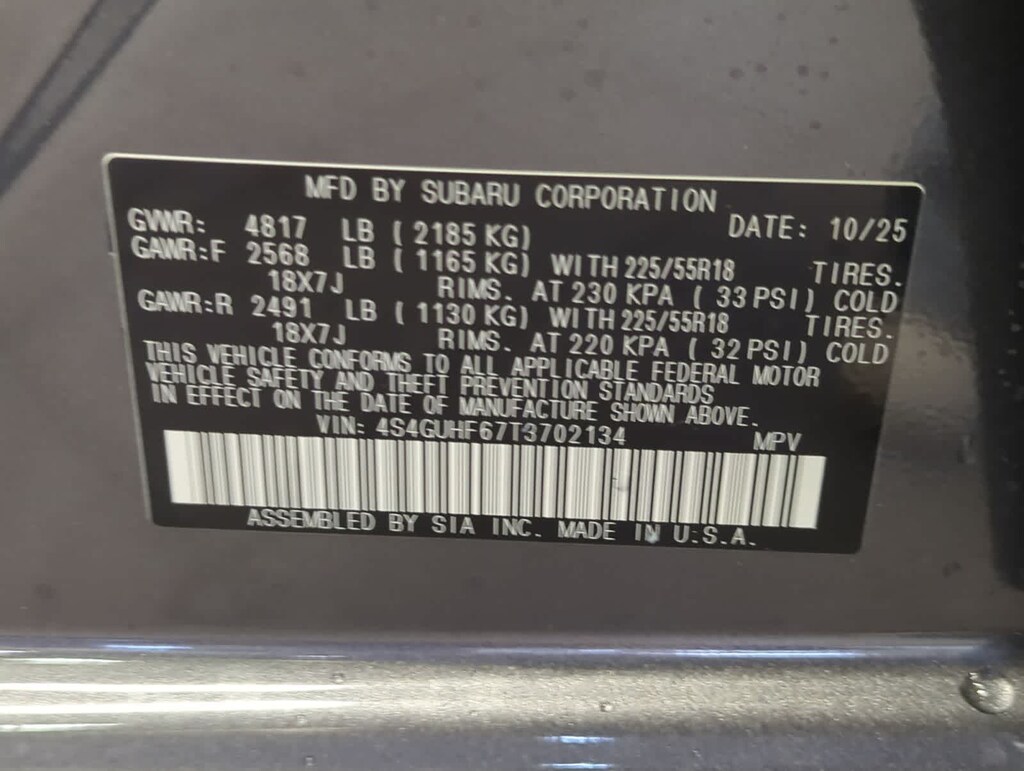 MFD BY SUBARU CORPORATION
GVWR: 4817 LB ( 2185 KG) DATE: 10/25
GAWR:F 2568 LB ( 1165 KG) WITH 225/55R18 TIRES.
18X7J RIMS. AT 230 KPA ( 33 PSI) COLD
GAWR:R 2491 LB ( 1130 KG) WITH 225/55R18 TIRES.
18X7J RIMS. AT 220 KPA ( 32 PSI) COLD
THIS VEHICLE CONFORMS TO ALL APPLICABLE FEDERAL MOTOR
VEHICLE SAFETY AND THEFT PREVENTION STANDARDS
IN EFFECT ON THE DATE OF MANUFACTURE SHOWN ABOVE.
VIN: 4S4GUHF67T3702134 MPV
ASSEMBLED BY SIA INC. MADE IN U.S.A.